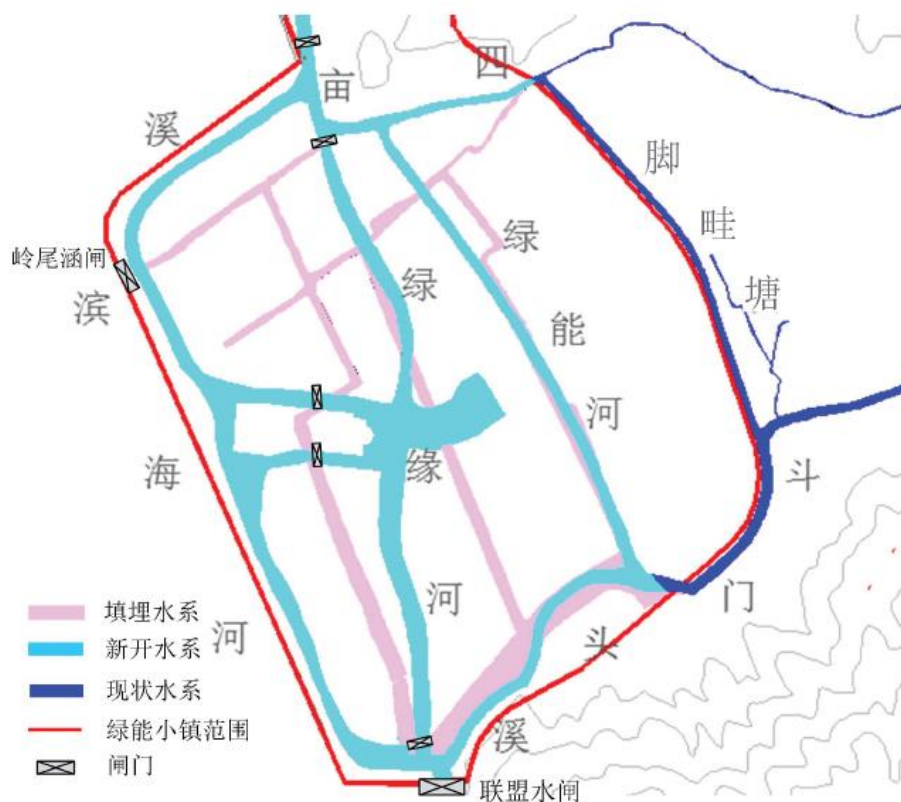 四亩溪
脚畦塘
岭尾涵闸
滨海河
绿缘河
绿能河
斗门头溪
填埋水系
新开水系
现状水系
绿能小镇范围
闸门
联盟水闸